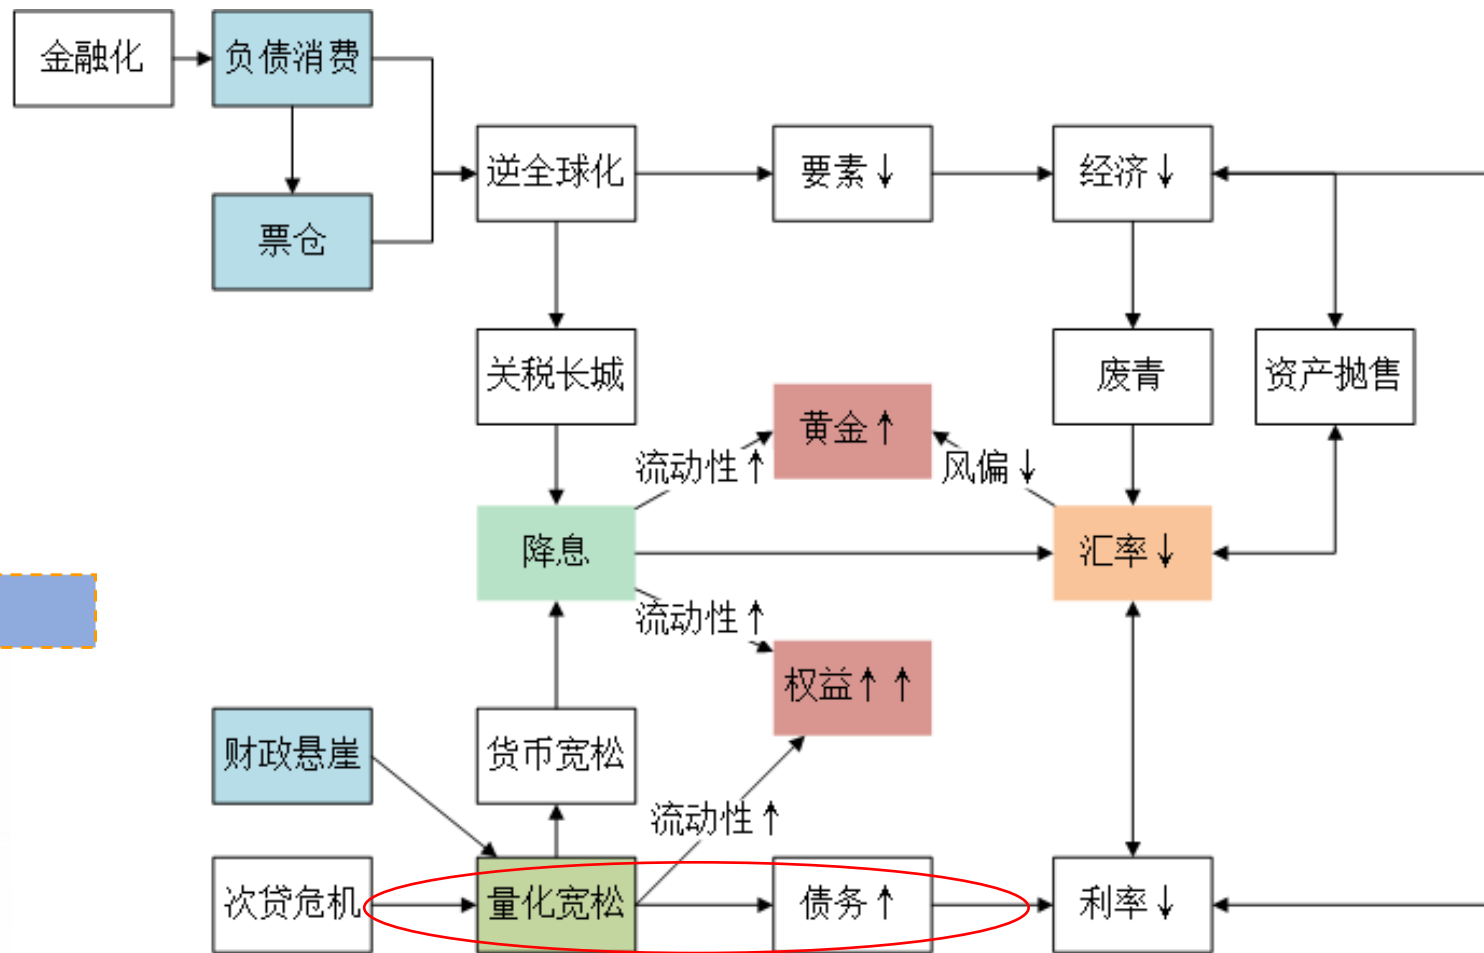 金融化
负债消费
票仓
逆全球化
要素↓
经济↓
关税长城
废青
资产抛售
黄金↑
流动性↑
风偏↓
降息
汇率↓
流动性↑
权益↑↑
财政悬崖
货币宽松
流动性↑
次贷危机
量化宽松
债务↑
利率↓